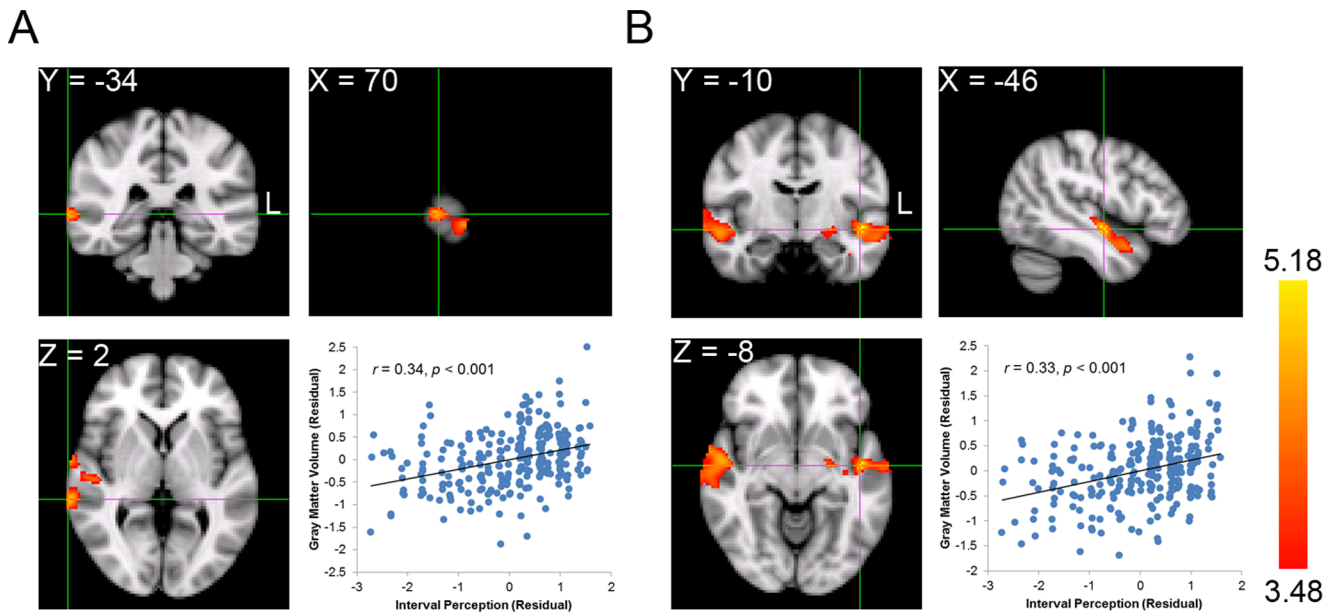 A
B
Y = -34
X = 70
L
Y = -10
X = -46
L
5.18
3.48
Z = 2
r = 0.34, p < 0.001
2.5
2
1.5
1
0.5
0
-0.5
-1
-1.5
-2
-2.5
-3
-2
-1
0
1
2
Gray Matter Volume (Residual)
Interval Perception (Residual)
Z = -8
r = 0.33, p < 0.001
2.5
2
1.5
1
0.5
0
-0.5
-1
-1.5
-2
-3
-2
-1
0
1
2
Gray Matter Volume (Residual)
Interval Perception (Residual)